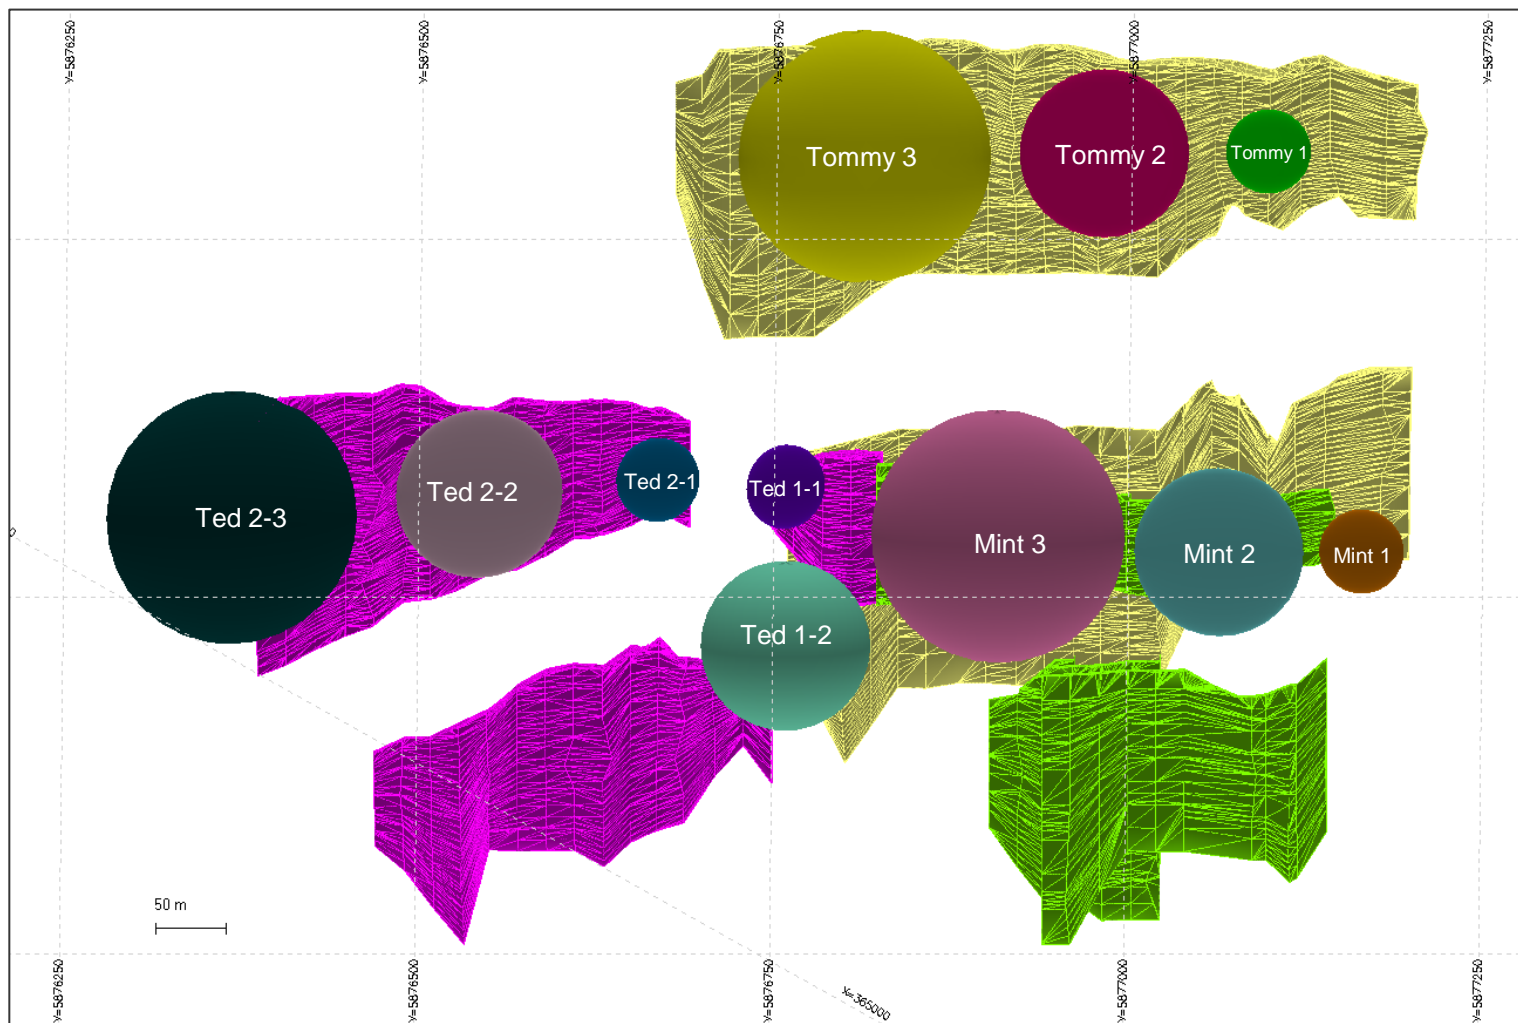 Y=5876250
Y=5876500
Y=5876750
Y=5877000
Y=5877250
Tommy 3
Tommy 2
Tommy 1
Ted 2-3
Ted 2-2
Ted 2-1
Ted 1-1
Mint 3
Mint 2
Mint 1
Ted 1-2
50 m
Y=5876250
Y=5876500
Y=5876750
X=365000
Y=5877000
Y=5877250